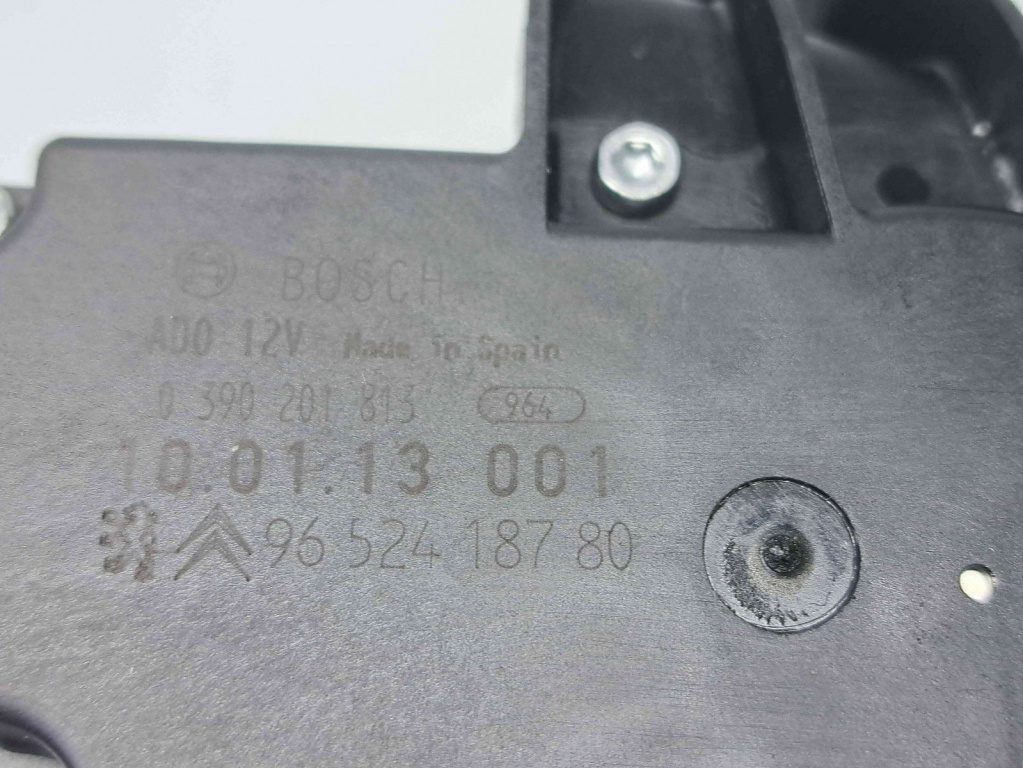 BOSCH
ADO 12V Made in Spain
0 390 201 813 964
10.01.13 001
96 524 187 80